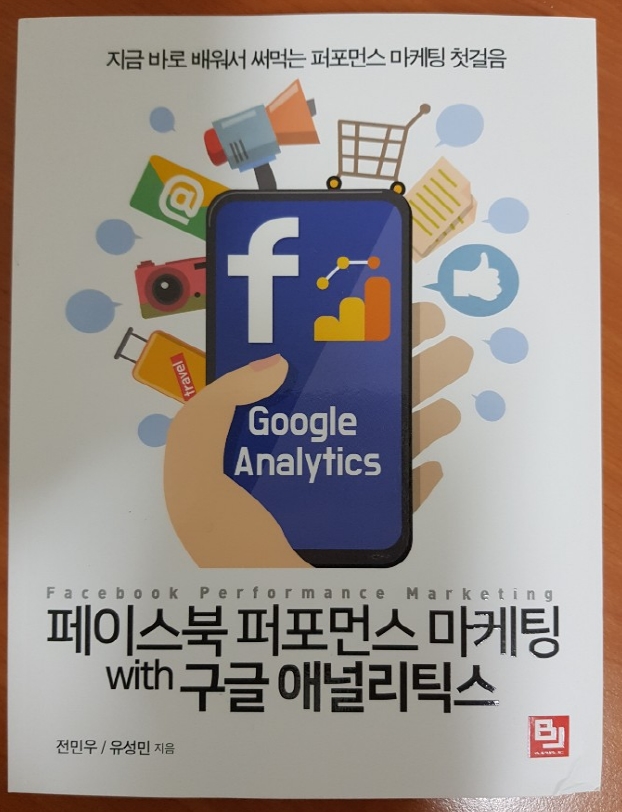 지금 바로 배워서 써먹는 퍼포먼스 마케팅 첫걸음
@
f
travel
Google
Analytics
Facebook Performance Marketing
페이스북 퍼포먼스 마케팅
with 구글 애널리틱스
전민우 / 유성민 지음
BJ